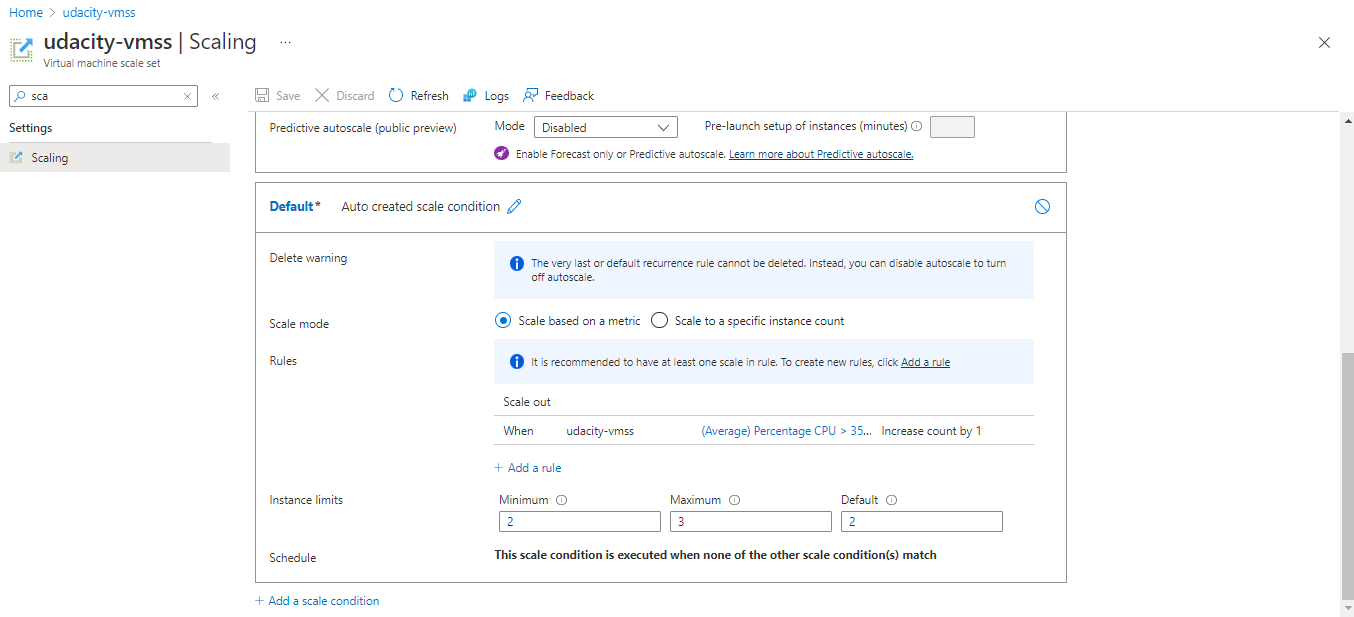 Home > udacity-vmss
udacity-vmss | Scaling ...
Virtual machine scale set
sca
«
Save Discard Refresh Logs Feedback
Settings
Scaling
Predictive autoscale (public preview) Mode Disabled Pre-launch setup of instances (minutes)
Enable Forecast only or Predictive autoscale. Learn more about Predictive autoscale.
Default* Auto created scale condition
Delete warning
The very last or default recurrence rule cannot be deleted. Instead, you can disable autoscale to turn
off autoscale.
Scale mode Scale based on a metric Scale to a specific instance count
Rules It is recommended to have at least one scale in rule. To create new rules, click Add a rule
Scale out
When udacity-vmss (Average) Percentage CPU > 35... Increase count by 1
+ Add a rule
Instance limits Minimum Maximum Default
2 3 2
Schedule This scale condition is executed when none of the other scale condition(s) match
+ Add a scale condition